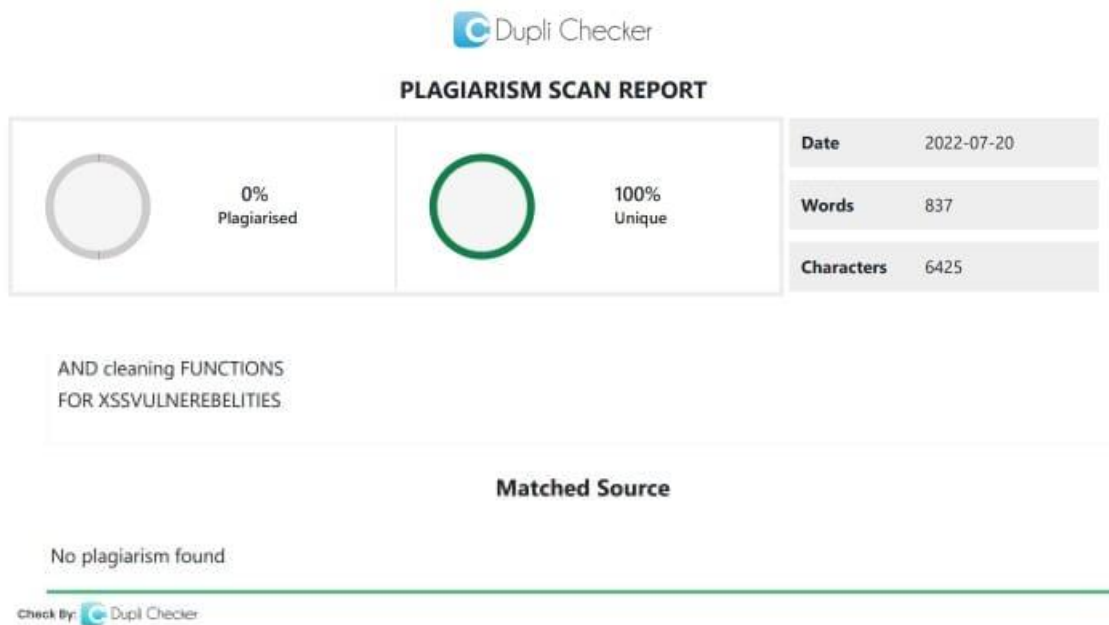 Dupli Checker
PLAGIARISM SCAN REPORT
0%
Plagiarised
100%
Unique
Date 2022-07-20
Words 837
Characters 6425
AND cleaning FUNCTIONS
FOR XSSVULNEREBELITIES
Matched Source
No plagiarism found
Check By: Dupli Checker